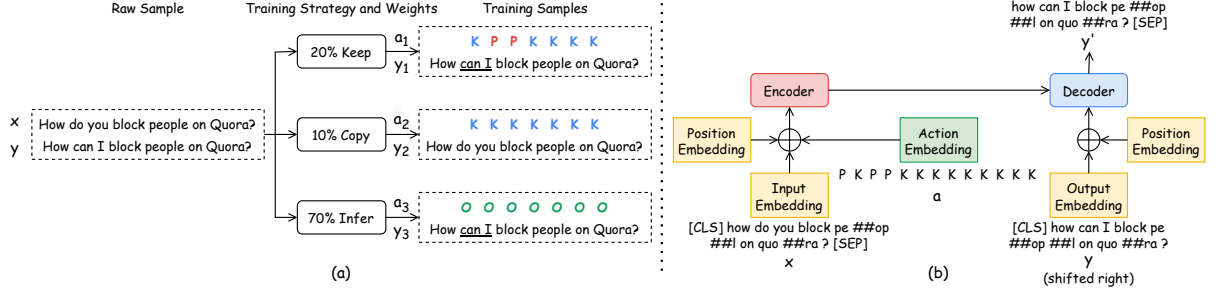 Raw Sample
Training Strategy and Weights
Training Samples
x
y
How do you block people on Quora?
How can I block people on Quora?
20% Keep
a1
y1
K P P K K K K
How can I block people on Quora?
10% Copy
a2
y2
K K K K K K K
How do you block people on Quora?
70% Infer
a3
y3
O O O O O O O
How can I block people on Quora?
(a)
how can I block pe ##op
##l on quo ##ra ? [SEP]
y'
Encoder
Decoder
Position
Embedding
Action
Embedding
Position
Embedding
P K P P K K K K K K K K K
a
Input
Embedding
Output
Embedding
[CLS] how do you block pe ##op
##l on quo ##ra ? [SEP]
x
[CLS] how can I block pe
##op ##l on quo ##ra ?
y
(shifted right)
(b)